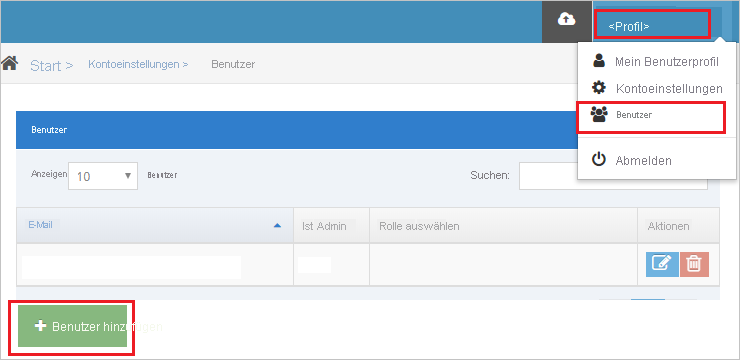 <Profil>
Start >
Kontoeinstellungen >
Benutzer
Mein Benutzerprofil
Kontoeinstellungen
Benutzer
Abmelden
Benutzer
Anzeigen 10 Benutzer
Suchen:
E-Mail
Ist Admin
Rolle auswählen
Aktionen
+ Benutzer hinzufügen